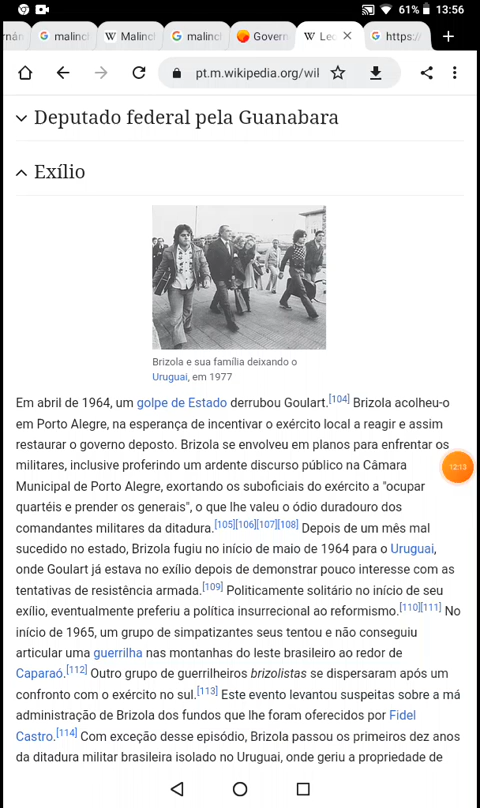 61% 13:56
rnán
malinc
Malinch
malinc
Govern
Leo
https:/
pt.m.wikipedia.org/wil
Deputado federal pela Guanabara
Exílio
Brizola e sua família deixando o
Uruguai, em 1977
Em abril de 1964, um golpe de Estado derrubou Goulart.[104] Brizola acolheu-o
em Porto Alegre, na esperança de incentivar o exército local a reagir e assim
restaurar o governo deposto. Brizola se envolveu em planos para enfrentar os
militares, inclusive proferindo um ardente discurso público na Câmara
Municipal de Porto Alegre, exortando os suboficiais do exército a "ocupar
quartéis e prender os generais", o que lhe valeu o ódio duradouro dos
comandantes militares da ditadura.[105][106][107][108] Depois de um mês mal
sucedido no estado, Brizola fugiu no início de maio de 1964 para o Uruguai,
onde Goulart já estava no exílio depois de demonstrar pouco interesse com as
tentativas de resistência armada.[109] Politicamente solitário no início de seu
exílio, eventualmente preferiu a política insurrecional ao reformismo.[110][111] No
início de 1965, um grupo de simpatizantes seus tentou e não conseguiu
articular uma guerrilha nas montanhas do leste brasileiro ao redor de
Caparaó.[112] Outro grupo de guerrilheiros brizolistas se dispersaram após um
confronto com o exército no sul.[113] Este evento levantou suspeitas sobre a má
administração de Brizola dos fundos que lhe foram oferecidos por Fidel
Castro.[114] Com exceção desse episódio, Brizola passou os primeiros dez anos
da ditadura militar brasileira isolado no Uruguai, onde geriu a propriedade de
12:13